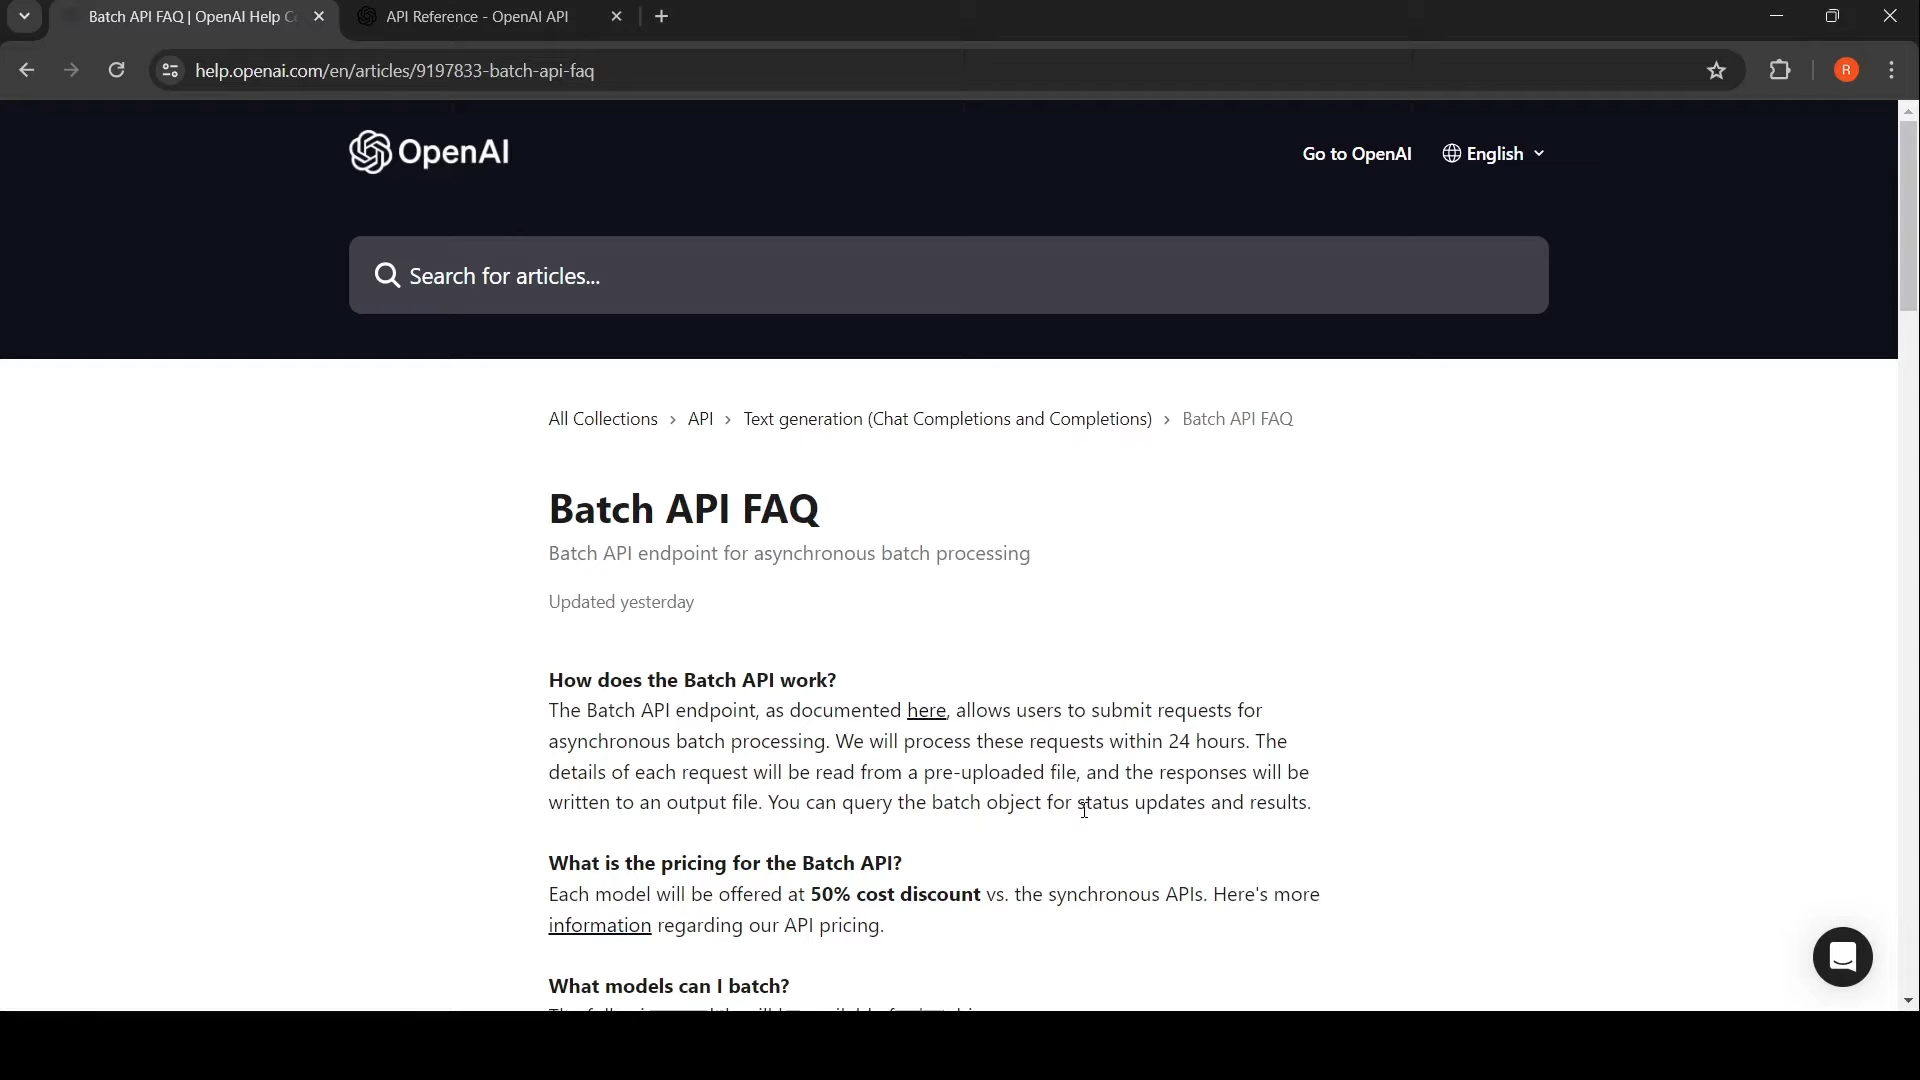 Batch API FAQ | OpenAI Help C
API Reference - OpenAI API
help.openai.com/en/articles/9197833-batch-api-faq
R
OpenAI
Go to OpenAI
English
Search for articles...
All Collections > API > Text generation (Chat Completions and Completions) > Batch API FAQ
Batch API FAQ
Batch API endpoint for asynchronous batch processing
Updated yesterday
How does the Batch API work?
The Batch API endpoint, as documented here, allows users to submit requests for
asynchronous batch processing. We will process these requests within 24 hours. The
details of each request will be read from a pre-uploaded file, and the responses will be
written to an output file. You can query the batch object for status updates and results.
What is the pricing for the Batch API?
Each model will be offered at 50% cost discount vs. the synchronous APIs. Here's more
information regarding our API pricing.
What models can I batch?